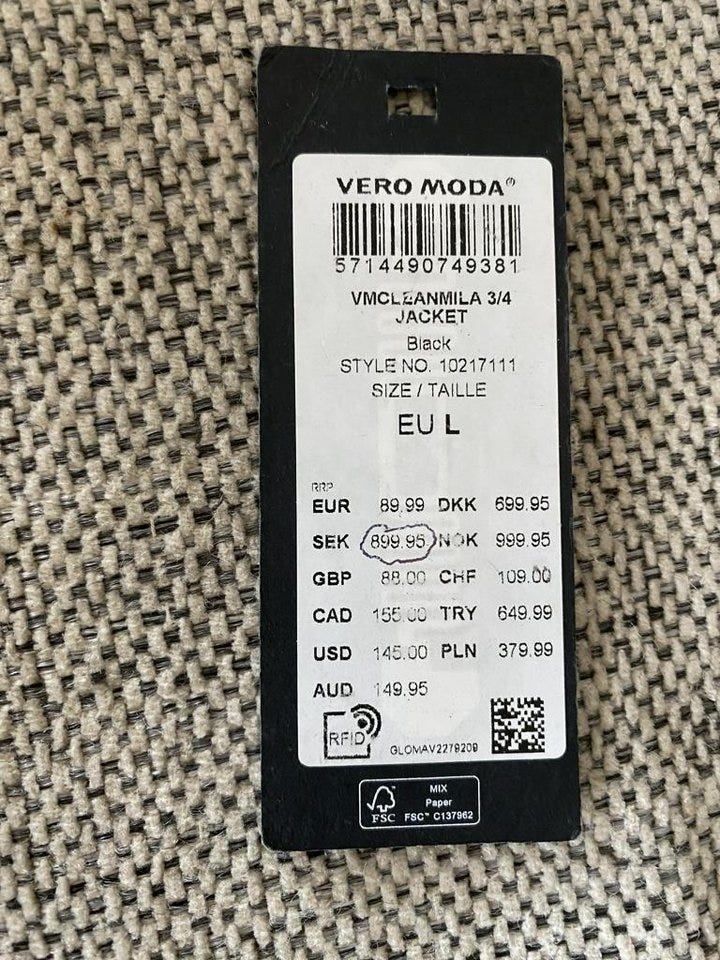 VERO MODA®
5714490749381
VMCLEANMILA 3/4
JACKET
Black
STYLE NO. 10217111
SIZE / TAILLE
EU L
RRP
EUR 89.99 DKK 699.95
SEK 899.95 NOK 999.95
GBP 88.00 CHF 109.00
CAD 155.00 TRY 649.99
USD 145.00 PLN 379.99
AUD 149.95
RFID
GLOMAV2279209
FSC
MIX
Paper
FSC™ C137962